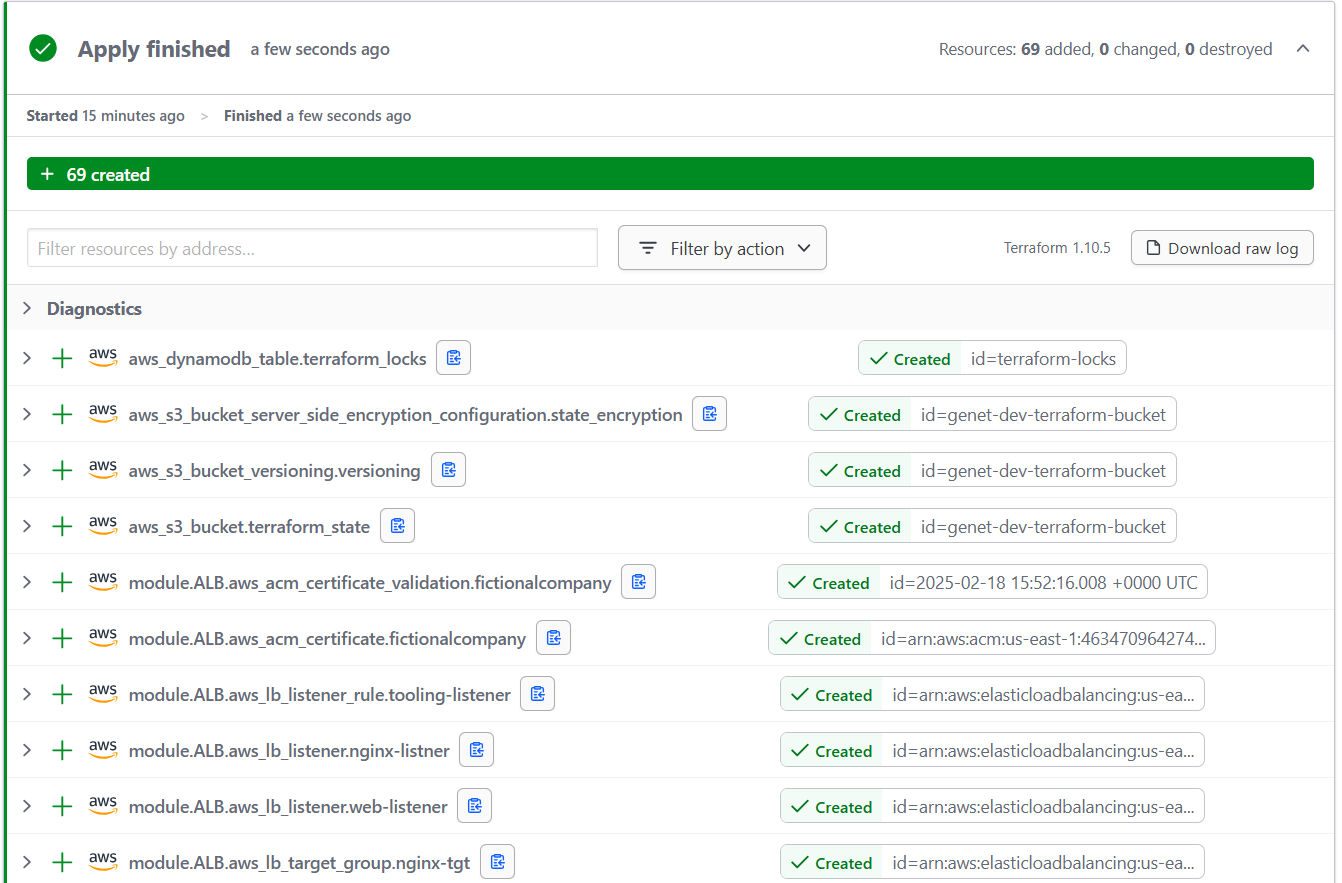 Apply finished a few seconds ago Resources: 69 added, 0 changed, 0 destroyed
Started 15 minutes ago > Finished a few seconds ago
+ 69 created
Filter resources by address... Filter by action Terraform 1.10.5 Download raw log
Diagnostics
aws aws_dynamodb_table.terraform_locks Created id=terraform-locks
aws aws_s3_bucket_server_side_encryption_configuration.state_encryption Created id=genet-dev-terraform-bucket
aws aws_s3_bucket_versioning.versioning Created id=genet-dev-terraform-bucket
aws aws_s3_bucket.terraform_state Created id=genet-dev-terraform-bucket
aws module.ALB.aws_acm_certificate_validation.fictionalcompany Created id=2025-02-18 15:52:16.008 +0000 UTC
aws module.ALB.aws_acm_certificate.fictionalcompany Created id=arn:aws:acm:us-east-1:463470964274...
aws module.ALB.aws_lb_listener_rule.tooling-listener Created id=arn:aws:elasticloadbalancing:us-ea...
aws module.ALB.aws_lb_listener.nginx-listner Created id=arn:aws:elasticloadbalancing:us-ea...
aws module.ALB.aws_lb_listener.web-listener Created id=arn:aws:elasticloadbalancing:us-ea...
aws module.ALB.aws_lb_target_group.nginx-tgt Created id=arn:aws:elasticloadbalancing:us-ea...